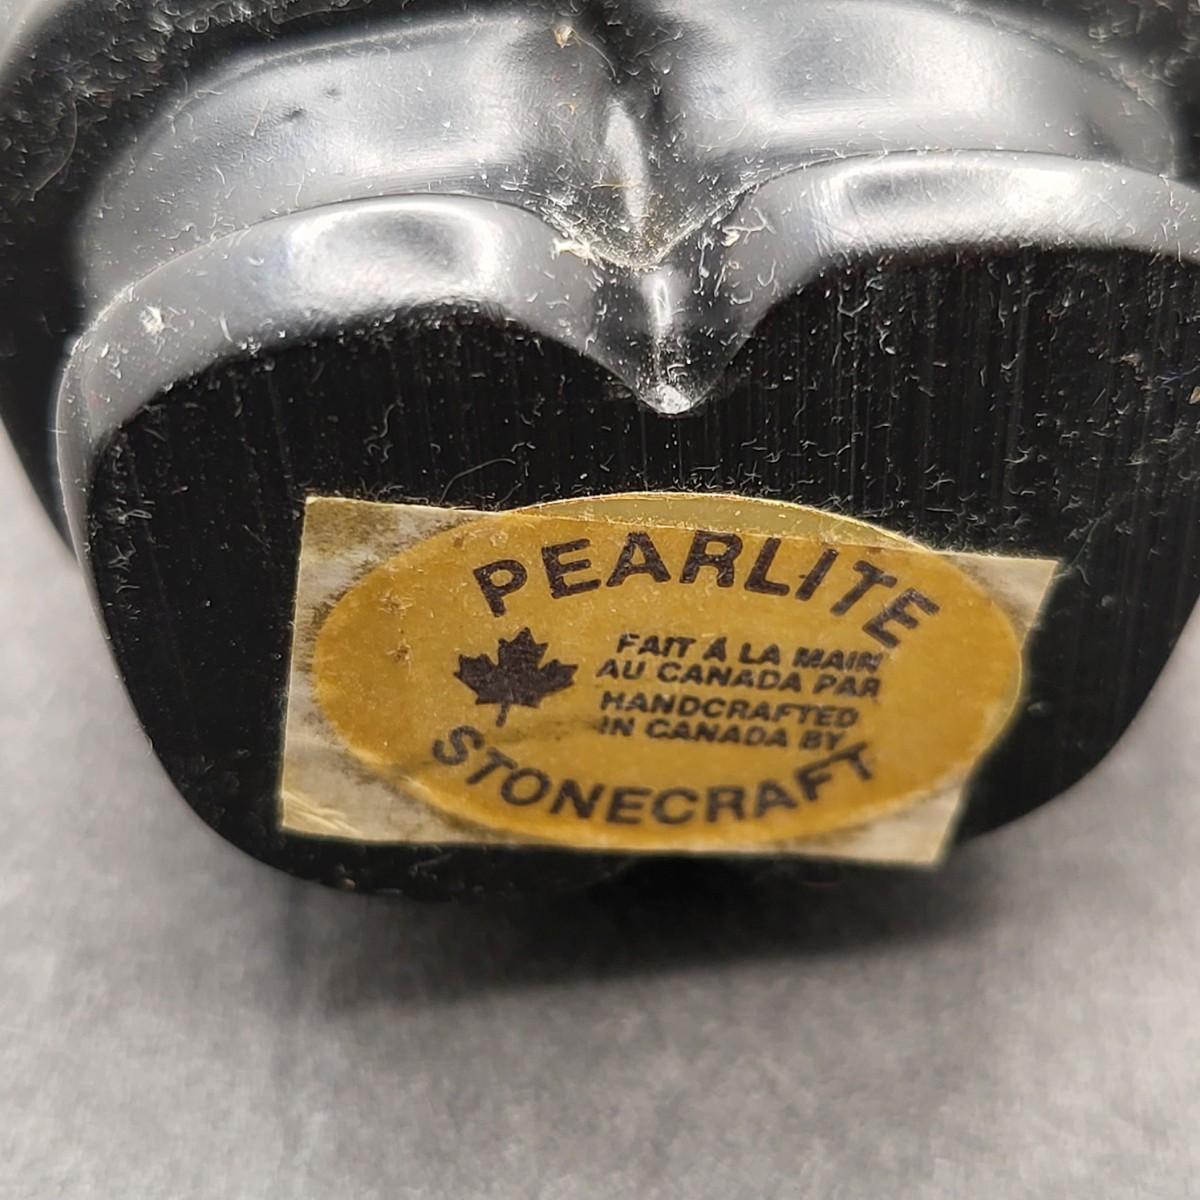 PEARLITE
FAIT À LA MAIN
AU CANADA PAR
HANDCRAFTED
IN CANADA BY
STONECRAFT